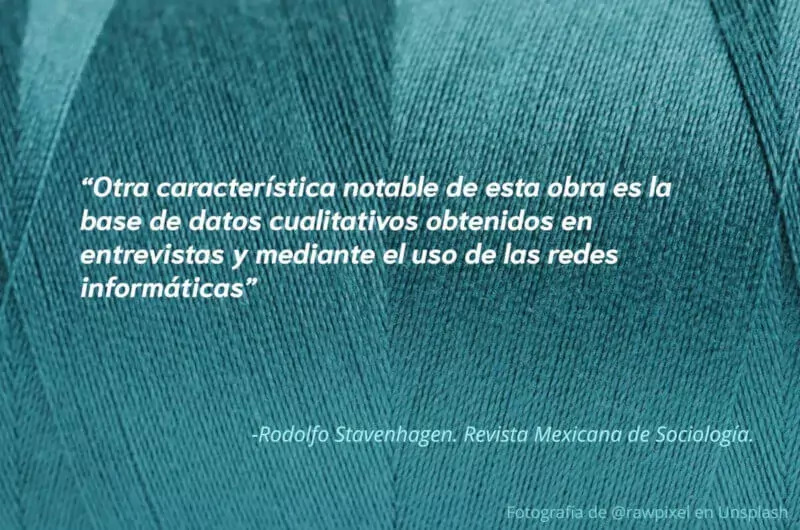 “Otra característica notable de esta obra es la
base de datos cualitativos obtenidos en
entrevistas y mediante el uso de las redes
informáticas”
-Rodolfo Stavenhagen. Revista Mexicana de Sociología.
Fotografía de @rawpixel en Unsplash